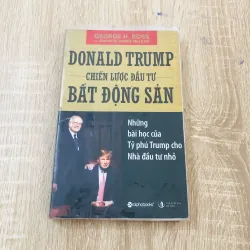 GEORGE H. ROSS
DONALD TRUMP
CHIẾN LƯỢC ĐẦU TƯ
BẤT ĐỘNG SẢN
Những
bài học của
Tỷ phú Trump cho
Nhà đầu tư nhỏ
alphabooks